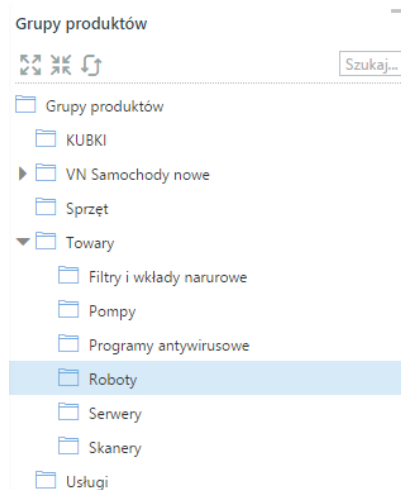 Grupy produktów
Szukaj...
Grupy produktów
KUBKI
VN Samochody nowe
Sprzęt
Towary
Filtry i wkłady narurowe
Pompy
Programy antywirusowe
Roboty
Serwery
Skanery
Usługi